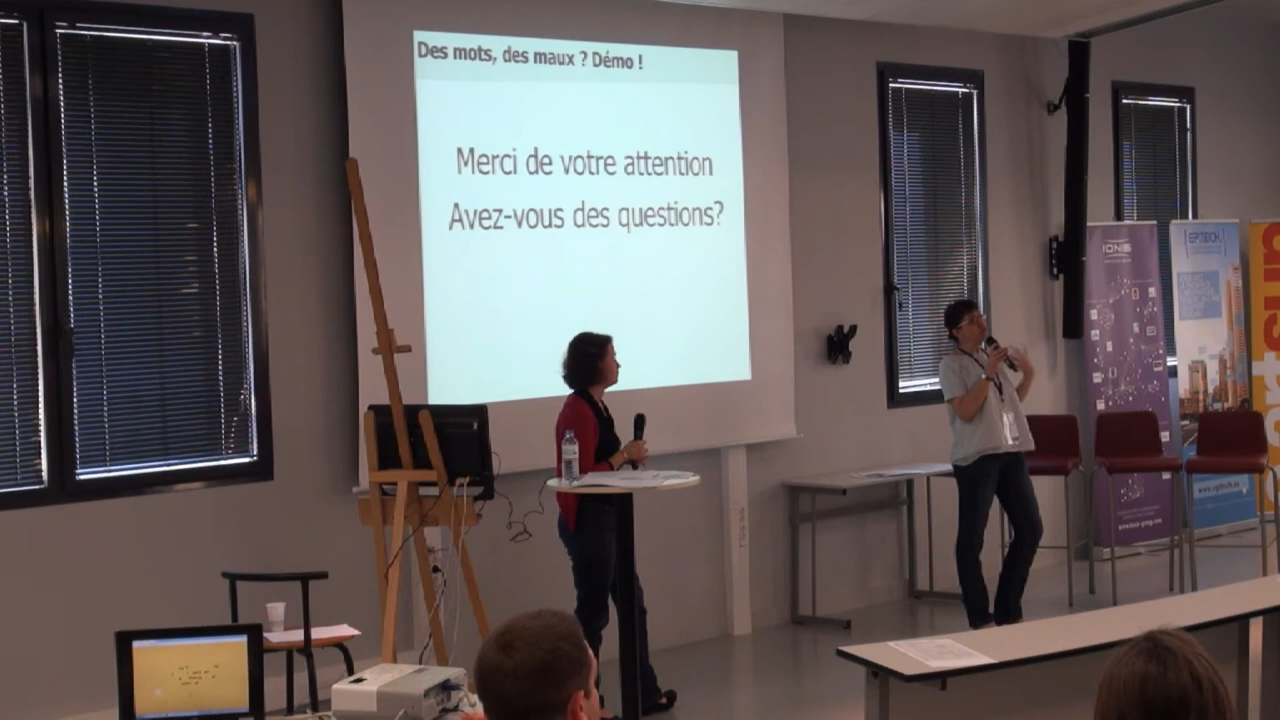 Des mots, des maux ? Démo !
Merci de votre attention
Avez-vous des questions?
IONIS
EPITECH.